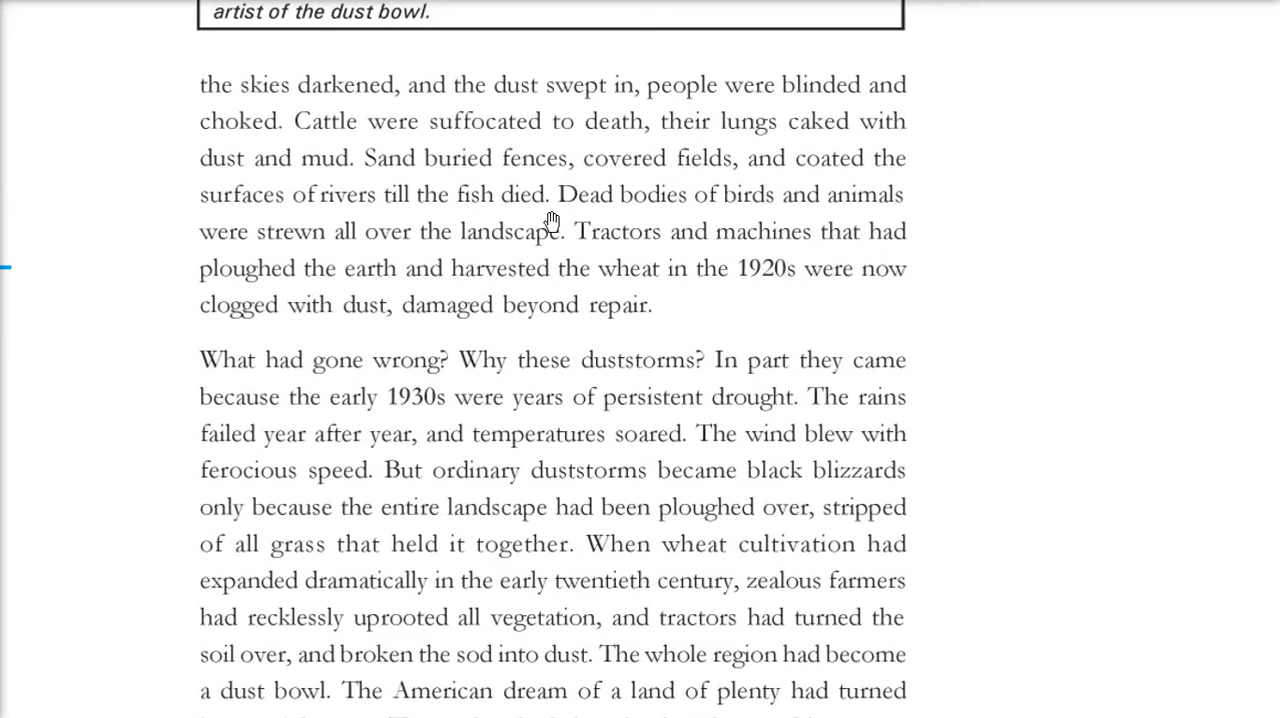 artist of the dust bowl.
the skies darkened, and the dust swept in, people were blinded and
choked. Cattle were suffocated to death, their lungs caked with
dust and mud. Sand buried fences, covered fields, and coated the
surfaces of rivers till the fish died. Dead bodies of birds and animals
were strewn all over the landscape. Tractors and machines that had
ploughed the earth and harvested the wheat in the 1920s were now
clogged with dust, damaged beyond repair.
What had gone wrong? Why these duststorms? In part they came
because the early 1930s were years of persistent drought. The rains
failed year after year, and temperatures soared. The wind blew with
ferocious speed. But ordinary duststorms became black blizzards
only because the entire landscape had been ploughed over, stripped
of all grass that held it together. When wheat cultivation had
expanded dramatically in the early twentieth century, zealous farmers
had recklessly uprooted all vegetation, and tractors had turned the
soil over, and broken the sod into dust. The whole region had become
a dust bowl. The American dream of a land of plenty had turned